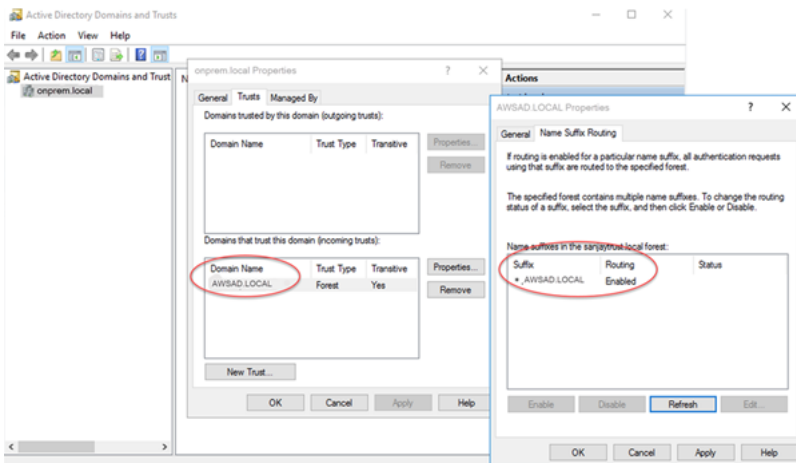 Active Directory Domains and Trusts
File Action View Help
Active Directory Domains and Trust
onprem.local
N
onprem.local Properties
? ×
General Trusts Managed By
Domains trusted by this domain (outgoing trusts):
Domain Name Trust Type Transitive
Properties...
Remove
Domains that trust this domain (incoming trusts):
Domain Name Trust Type Transitive
AWSAD.LOCAL Forest Yes
Properties...
Remove
New Trust...
OK Cancel Apply Help
Actions
AWSAD.LOCAL Properties
? ×
General Name Suffix Routing
If routing is enabled for a particular name suffix, all authentication requests
using that suffix are routed to the specified forest.
The specified forest contains multiple name suffixes. To change the routing
status of a suffix, select the suffix, and then click Enable or Disable.
Name suffixes in the sanjaytrust.local forest:
Suffix Routing Status
*.AWSAD.LOCAL Enabled
Enable Disable Refresh Edit...
OK Cancel Apply Help